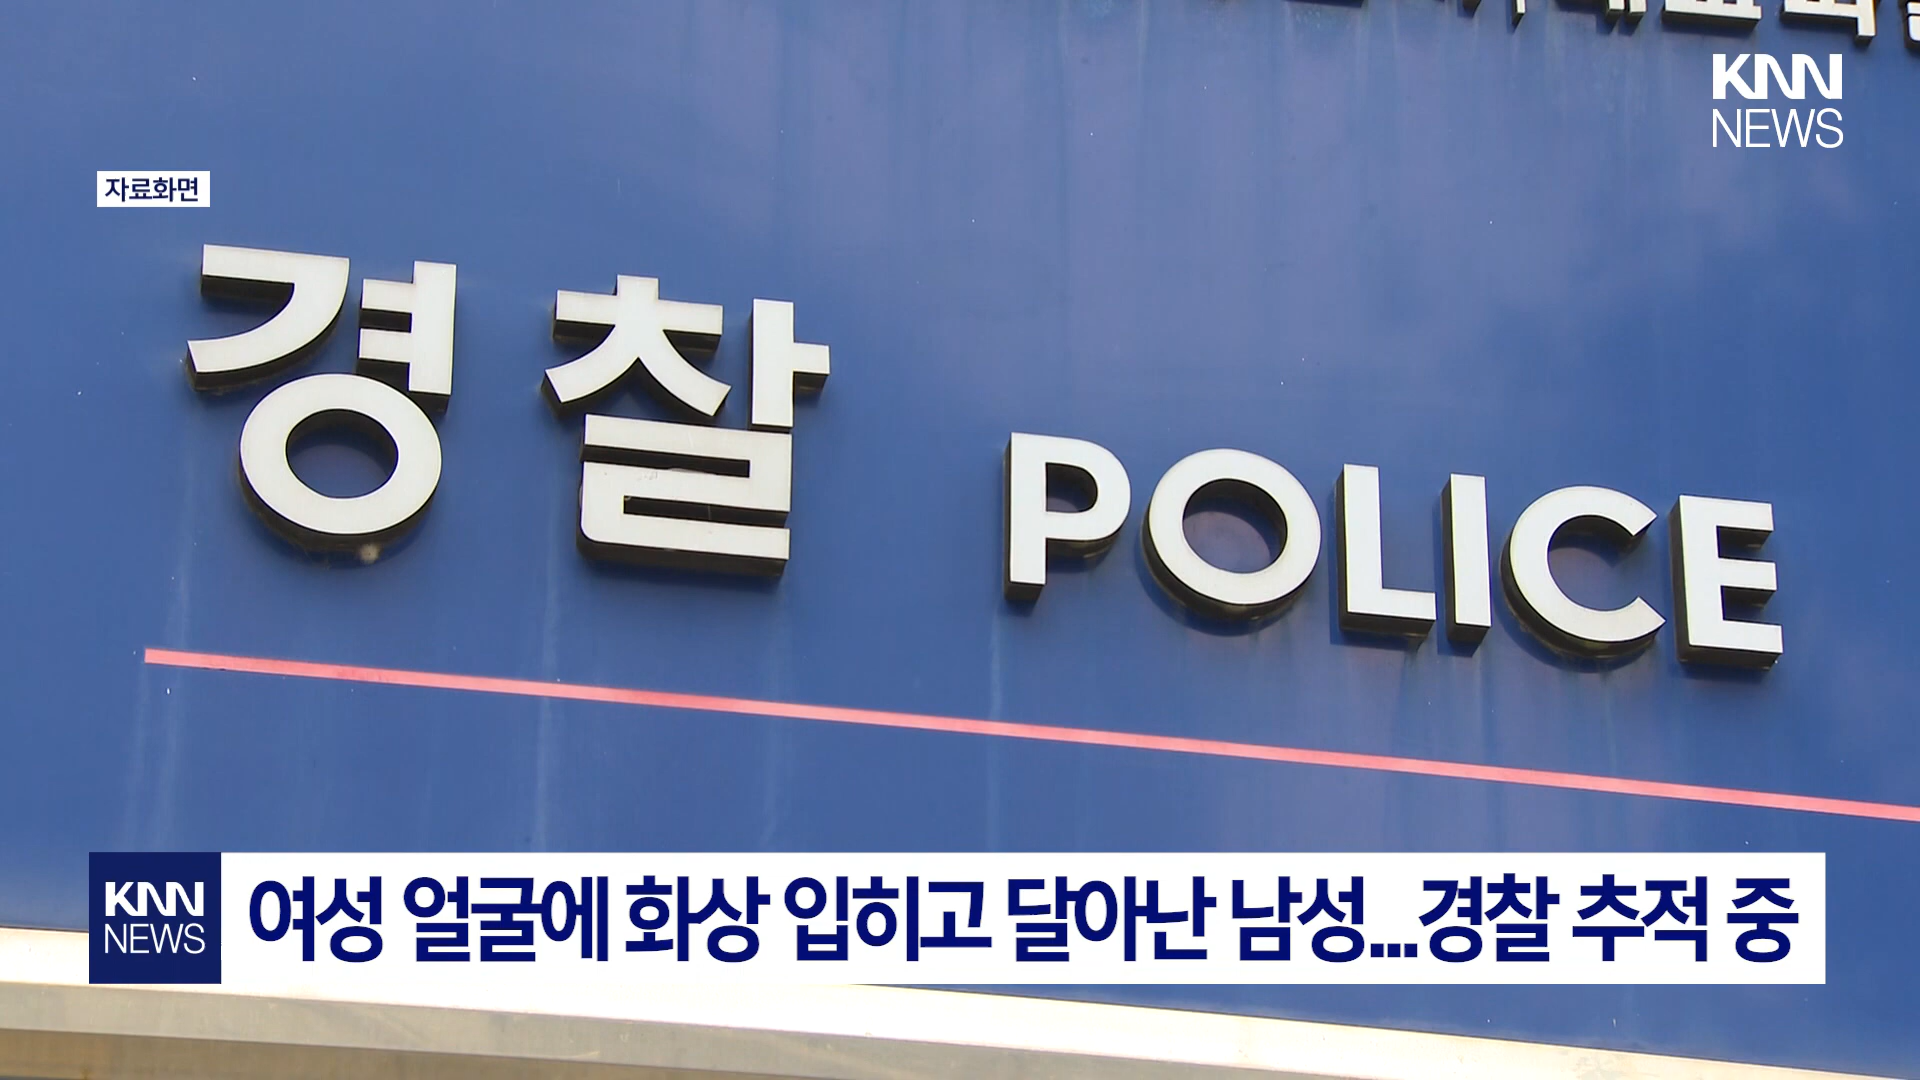 KNN
NEWS
자료화면
경찰 POLICE
KNN
NEWS
여성 얼굴에 화상 입히고 달아난 남성...경찰 추적 중